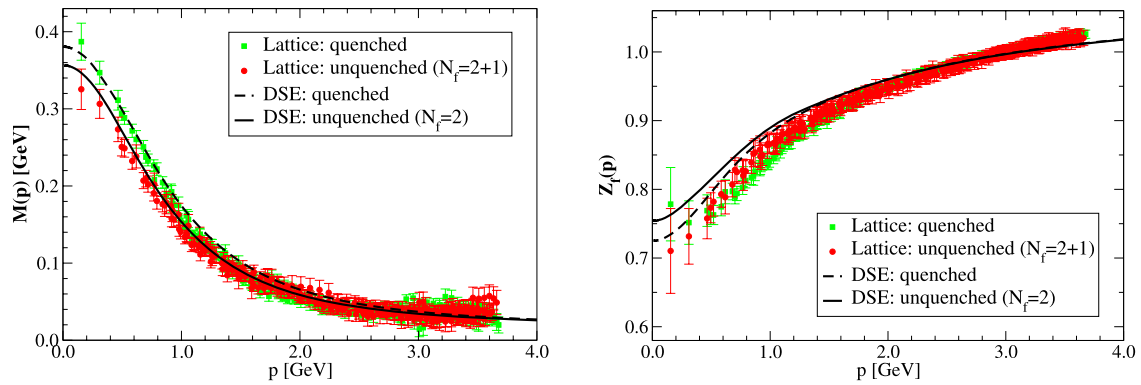 0.4
0.3
0.2
0.1
0.0
M(p) [GeV]
Lattice: quenched
Lattice: unquenched (N_f=2+1)
DSE: quenched
DSE: unquenched (N_f=2)
0.0 1.0 2.0 3.0 4.0
p [GeV]
1.0
0.9
0.8
0.7
0.6
Z_f(p)
Lattice: quenched
Lattice: unquenched (N_f=2+1)
DSE: quenched
DSE: unquenched (N_f=2)
0.0 1.0 2.0 3.0 4.0
p [GeV]